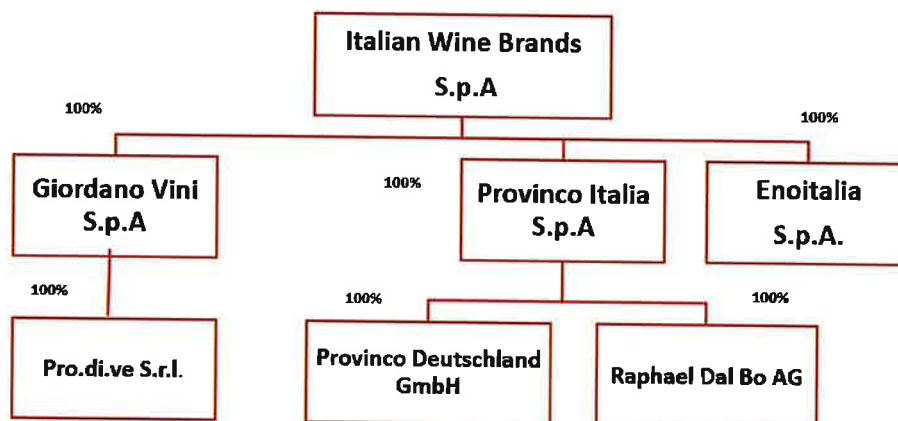 Italian Wine Brands
S.p.A
100%
100%
Giordano Vini
S.p.A
100%
Provinco Italia
S.p.A
Enoitalia
S.p.A.
100%
100%
100%
Pro.di.ve S.r.l.
Provinco Deutschland
GmbH
Raphael Dal Bo AG